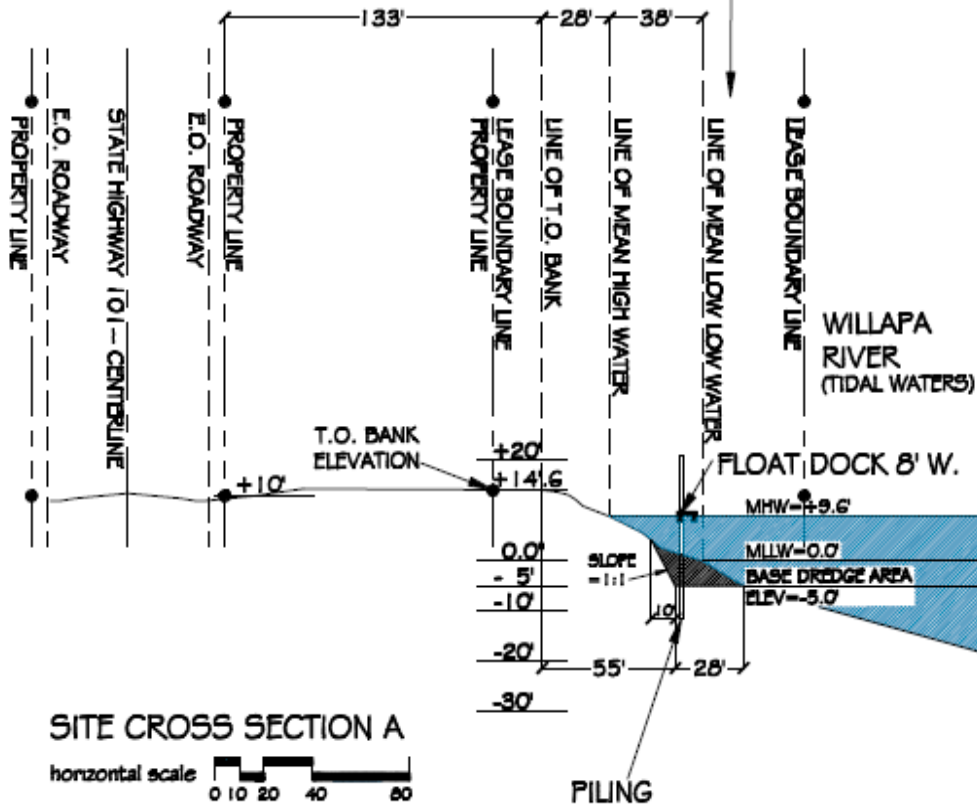 133' 28' 38'
PROPERTY LINE
E.O. ROADWAY
STATE HIGHWAY 101 - CENTERLINE
E.O. ROADWAY
PROPERTY LINE
PROPERTY LINE
LEASE BOUNDARY LINE
LINE OF T.O. BANK
LINE OF MEAN HIGH WATER
LINE OF MEAN LOW LOW WATER
LEASE BOUNDARY LINE
WILLAPA
RIVER
(TIDAL WATERS)
T.O. BANK
ELEVATION
+20'
FLOAT DOCK 8' W.
+10'
+14'.6
MHW=+9.6'
0.0'
SLOPE
=1:1
MLLW=0.0'
- 5'
BASE DREDGE AREA
-10'
10'
ELEV=-5.0'
-20'
55' 28'
-30'
SITE CROSS SECTION A
horizontal scale
0 10 20 40 80
PILING